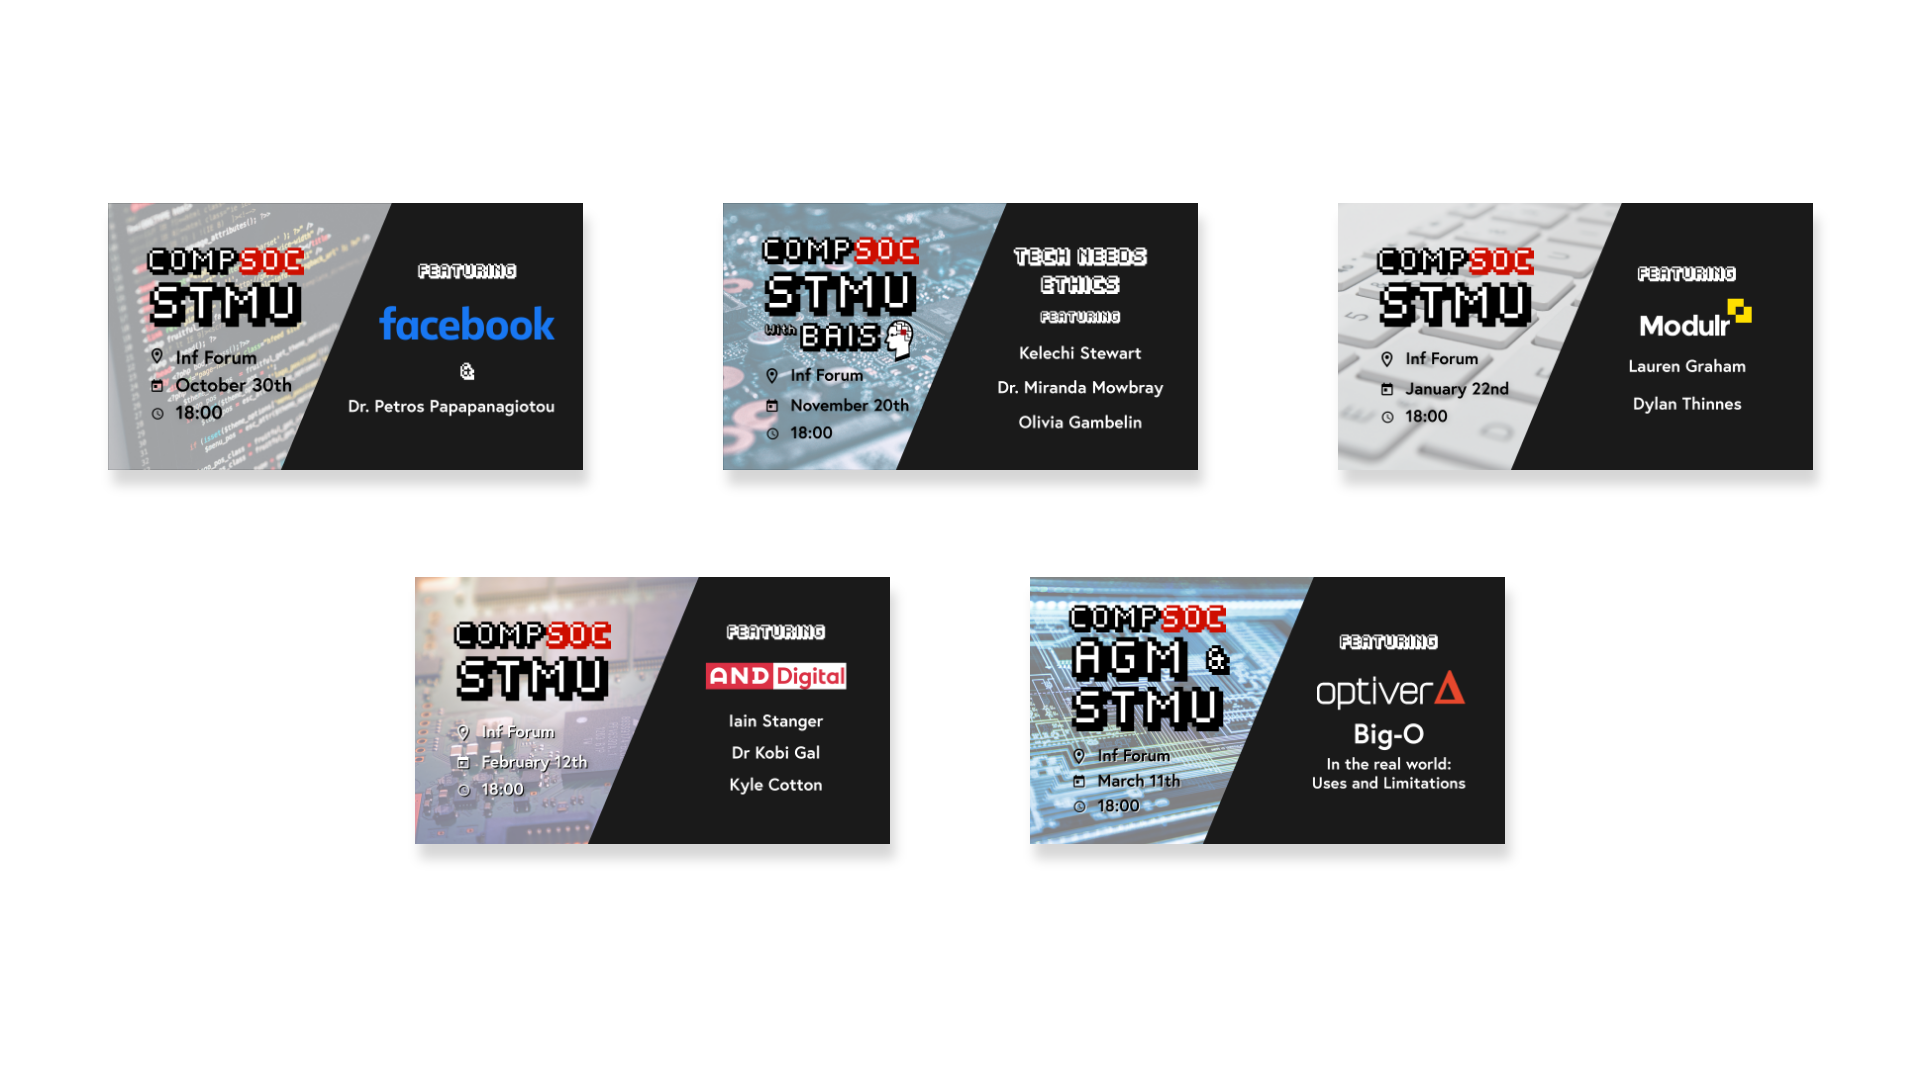 COMPSOC
STMU
Inf Forum
October 30th
18:00
FEATURING
facebook
&
Dr. Petros Papapanagiotou
COMPSOC
STMU
With BAIS
Inf Forum
November 20th
18:00
TECH NEEDS
ETHICS
FEATURING
Kelechi Stewart
Dr. Miranda Mowbray
Olivia Gambelin
COMPSOC
STMU
Inf Forum
January 22nd
18:00
FEATURING
Modulr
Lauren Graham
Dylan Thinnes
COMPSOC
STMU
Inf Forum
February 12th
18:00
FEATURING
AND Digital
Iain Stanger
Dr Kobi Gal
Kyle Cotton
COMPSOC
AGM &
STMU
Inf Forum
March 11th
18:00
FEATURING
optiver
Big-O
In the real world:
Uses and Limitations